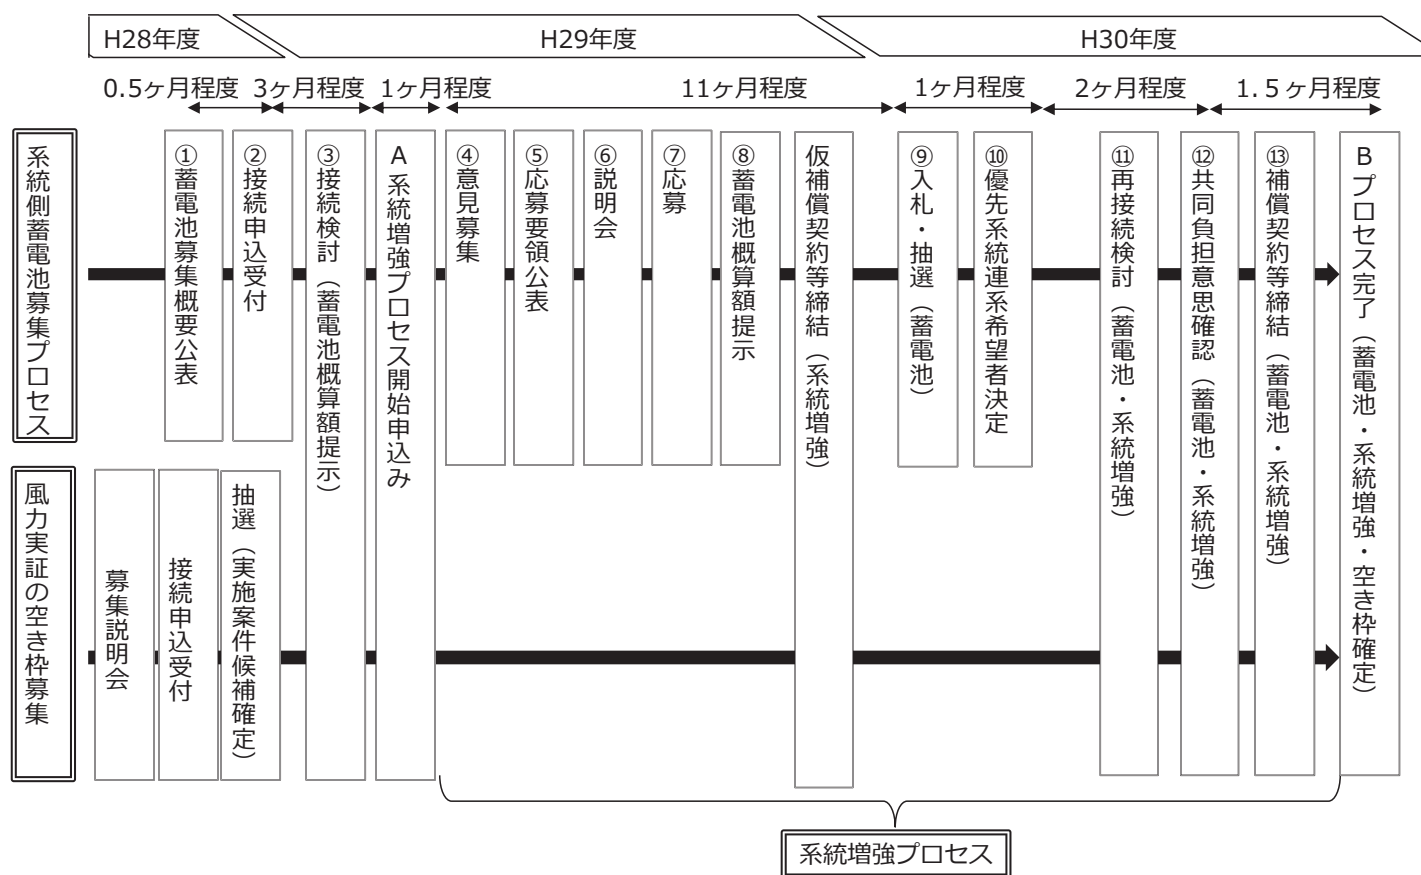 H28年度
H29年度
H30年度
0.5ヶ月程度
3ヶ月程度
1ヶ月程度
11ヶ月程度
1ヶ月程度
2ヶ月程度
1.5ヶ月程度
系統側蓄電池募集プロセス
①蓄電池募集概要公表
②接続申込受付
③接続検討（蓄電池概算額提示）
A 系統増強プロセス開始申込み
④意見募集
⑤応募要領公表
⑥説明会
⑦応募
⑧蓄電池概算額提示
仮補償契約等締結（系統増強）
⑨入札・抽選（蓄電池）
⑩優先系統連系希望者決定
⑪再接続検討（蓄電池・系統増強）
⑫共同負担意思確認（蓄電池・系統増強）
⑬補償契約等締結（蓄電池・系統増強）
B プロセス完了（蓄電池・系統増強・空き枠確定）
風力実証の空き枠募集
募集説明会
接続申込受付
抽選（実施案件候補確定）
系統増強プロセス